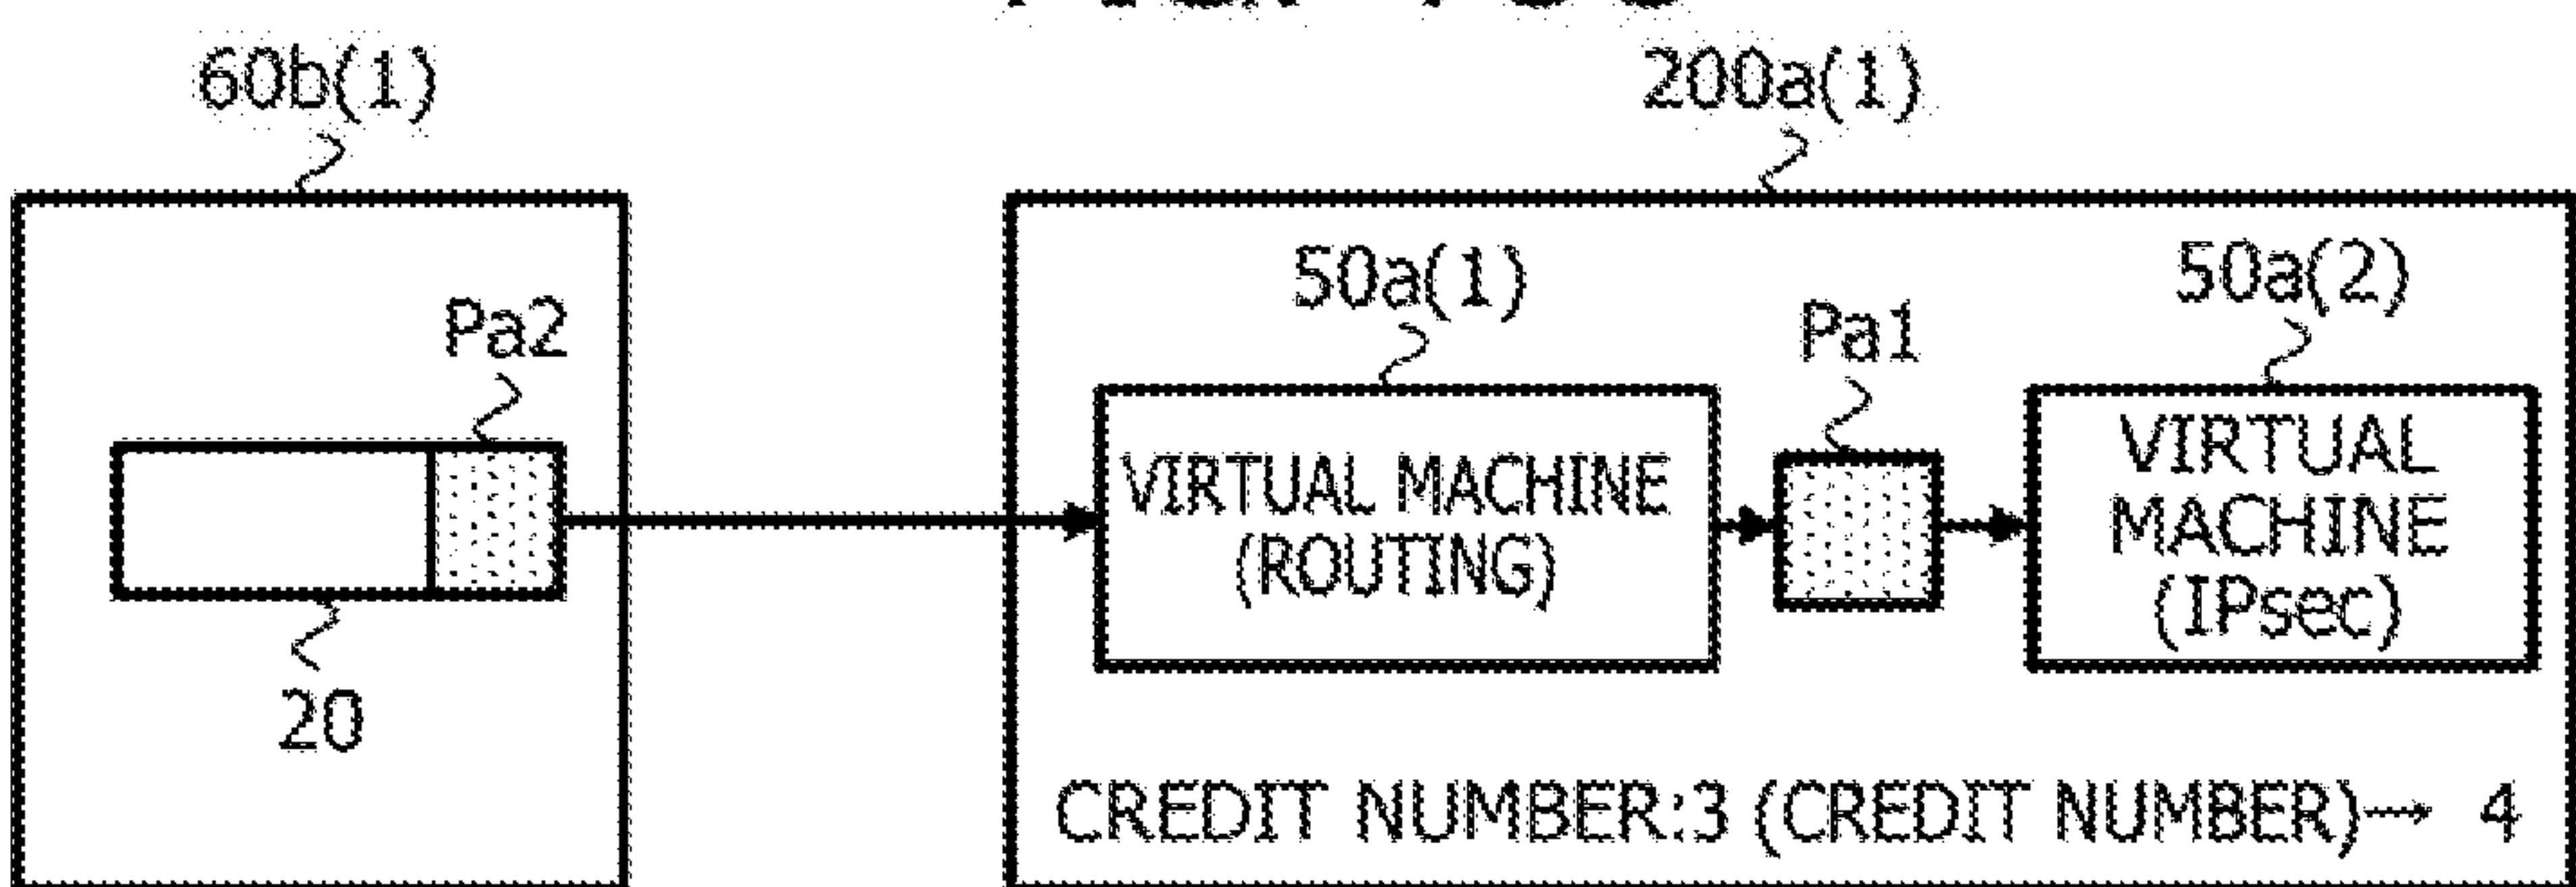 60b(1)
200a(1)
50a(1)
50a(2)
Pa2
Pa1
VIRTUAL MACHINE
(ROUTING)
VIRTUAL
MACHINE
(IPsec)
20
CREDIT NUMBER:3 (CREDIT NUMBER)→ 4